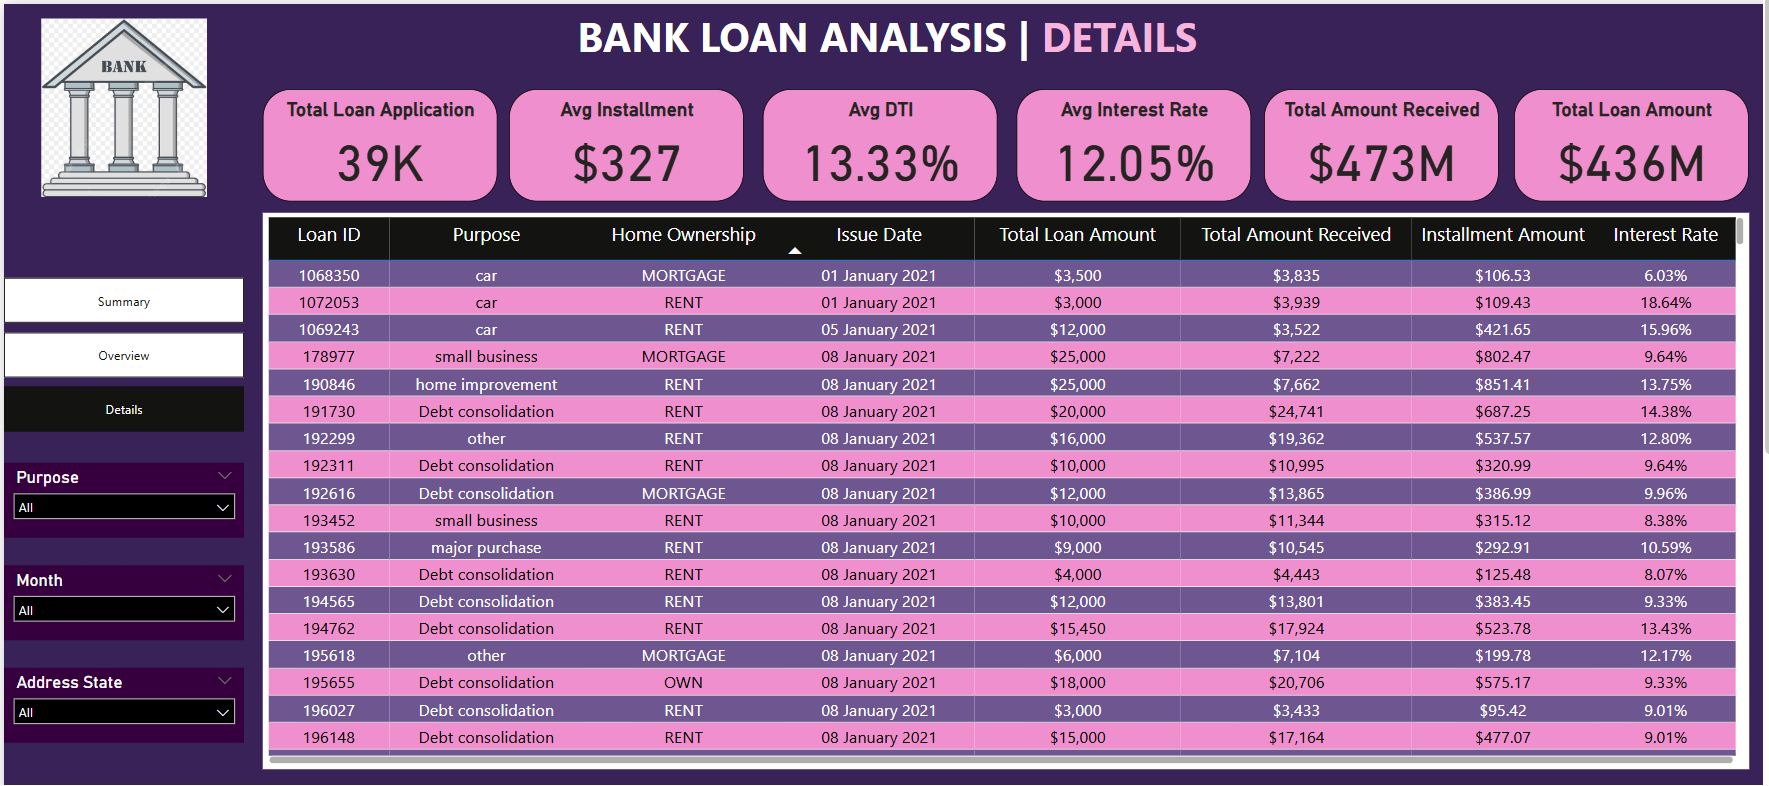 BANK LOAN ANALYSIS | DETAILS
BANK
Total Loan Application Avg Installment Avg DTI Avg Interest Rate Total Amount Received Total Loan Amount
39K $327 13.33% 12.05% $473M $436M
Summary
Overview
Details
Purpose
All
Month
All
Address State
All
Loan ID Purpose Home Ownership Issue Date Total Loan Amount Total Amount Received Installment Amount Interest Rate
1068350 car MORTGAGE 01 January 2021 $3,500 $3,835 $106.53 6.03%
1072053 car RENT 01 January 2021 $3,000 $3,939 $109.43 18.64%
1069243 car RENT 05 January 2021 $12,000 $3,522 $421.65 15.96%
178977 small business MORTGAGE 08 January 2021 $25,000 $7,222 $802.47 9.64%
190846 home improvement RENT 08 January 2021 $25,000 $7,662 $851.41 13.75%
191730 Debt consolidation RENT 08 January 2021 $20,000 $24,741 $687.25 14.38%
192299 other RENT 08 January 2021 $16,000 $19,362 $537.57 12.80%
192311 Debt consolidation RENT 08 January 2021 $10,000 $10,995 $320.99 9.64%
192616 Debt consolidation MORTGAGE 08 January 2021 $12,000 $13,865 $386.99 9.96%
193452 small business RENT 08 January 2021 $10,000 $11,344 $315.12 8.38%
193586 major purchase RENT 08 January 2021 $9,000 $10,545 $292.91 10.59%
193630 Debt consolidation RENT 08 January 2021 $4,000 $4,443 $125.48 8.07%
194565 Debt consolidation RENT 08 January 2021 $12,000 $13,801 $383.45 9.33%
194762 Debt consolidation RENT 08 January 2021 $15,450 $17,924 $523.78 13.43%
195618 other MORTGAGE 08 January 2021 $6,000 $7,104 $199.78 12.17%
195655 Debt consolidation OWN 08 January 2021 $18,000 $20,706 $575.17 9.33%
196027 Debt consolidation RENT 08 January 2021 $3,000 $3,433 $95.42 9.01%
196148 Debt consolidation RENT 08 January 2021 $15,000 $17,164 $477.07 9.01%